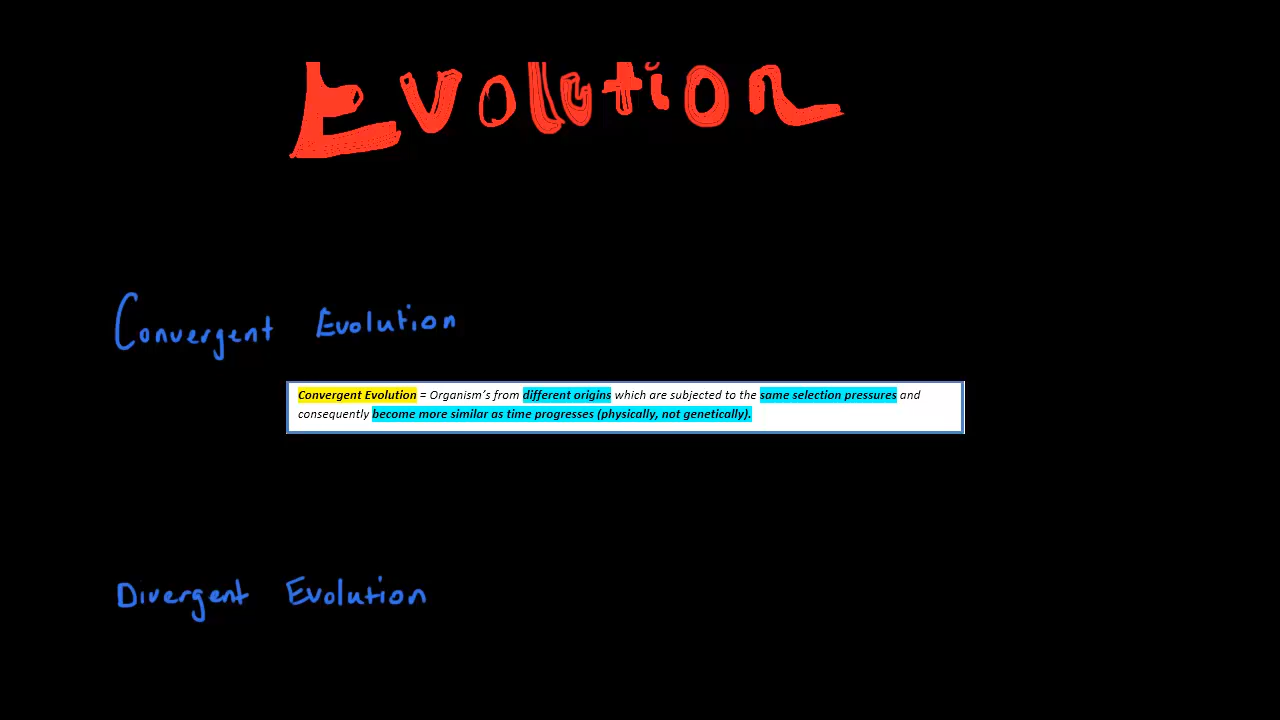 Evolution
Convergent Evolution
Convergent Evolution = Organism's from different origins which are subjected to the same selection pressures and
consequently become more similar as time progresses (physically, not genetically).
Divergent Evolution